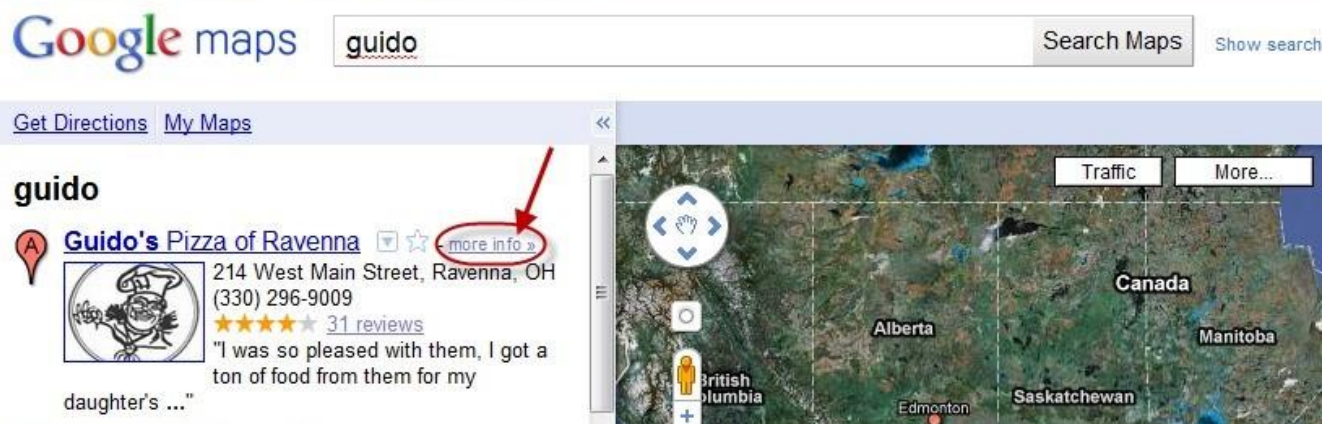 Google maps
guido
Search Maps
Show search
Get Directions My Maps
«
Traffic
More...
guido
A
Guido's Pizza of Ravenna - more info »
214 West Main Street, Ravenna, OH
(330) 296-9009
31 reviews
"I was so pleased with them, I got a
ton of food from them for my
daughter's ..."
Canada
Alberta
Manitoba
British
Columbia
Saskatchewan
Edmonton
+